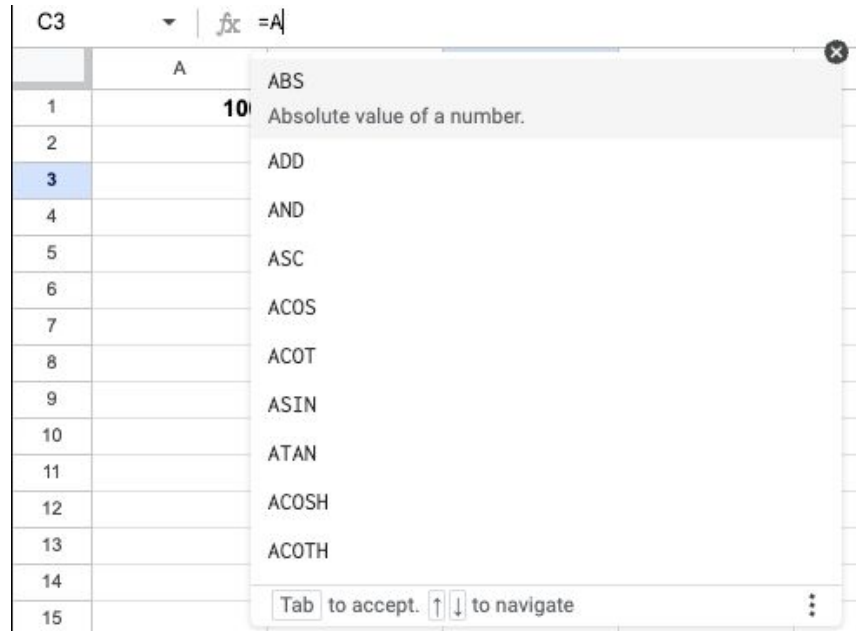 C3 fx =A
A
ABS
1 10 Absolute value of a number.
2 ADD
3 AND
4
5 ASC
6 ACOS
7
8 ACOT
9 ASIN
10
11 ATAN
12 ACOSH
13 ACOTH
14
15 Tab to accept. ↑ ↓ to navigate